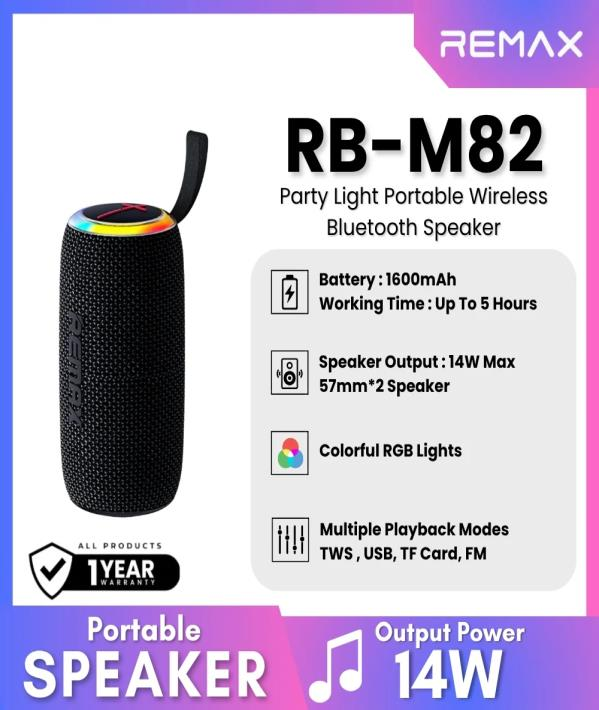 REMAX
RB-M82
Party Light Portable Wireless
Bluetooth Speaker
Battery : 1600mAh
Working Time : Up To 5 Hours
Speaker Output : 14W Max
57mm*2 Speaker
Colorful RGB Lights
Multiple Playback Modes
TWS , USB, TF Card, FM
REMAX
ALL PRODUCTS
1 YEAR
WARRANTY
Portable
SPEAKER
Output Power
14W